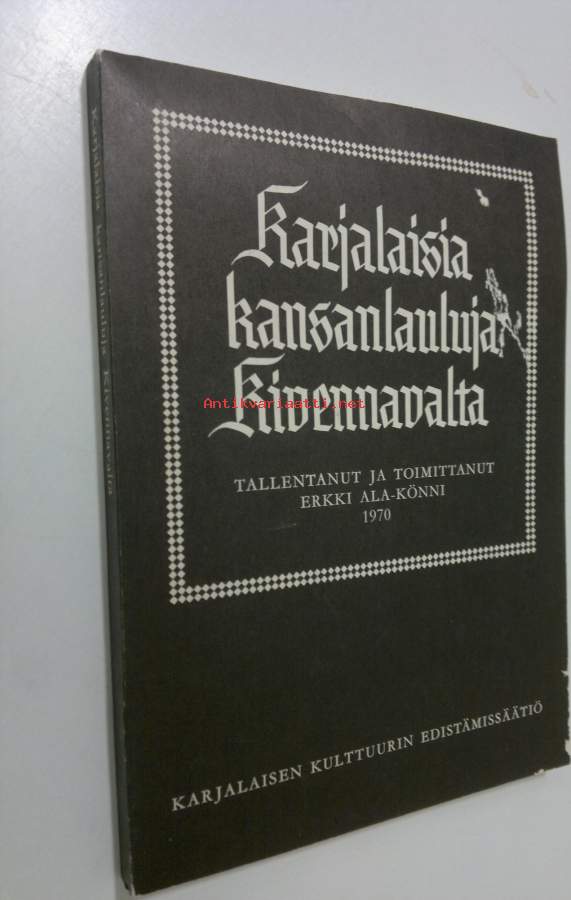 Karjalaisia
kansanlauluja
Kivennavalta
TALLENTANUT JA TOIMITTANUT
ERKKI ALA-KÖNNI
1970
KARJALAISEN KULTTUURIN EDISTÄMISSÄÄTIÖ
Karjalaisia kansanlauluja Kivennavalta
Antikvariaatti.net